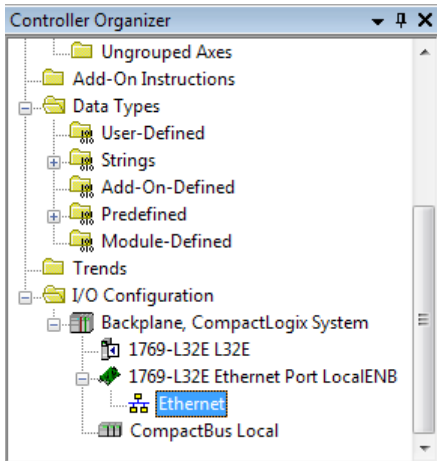 Controller Organizer
Ungrouped Axes
Add-On Instructions
Data Types
User-Defined
Strings
Add-On-Defined
Predefined
Module-Defined
Trends
I/O Configuration
Backplane, CompactLogix System
1769-L32E L32E
1769-L32E Ethernet Port LocalENB
Ethernet
CompactBus Local